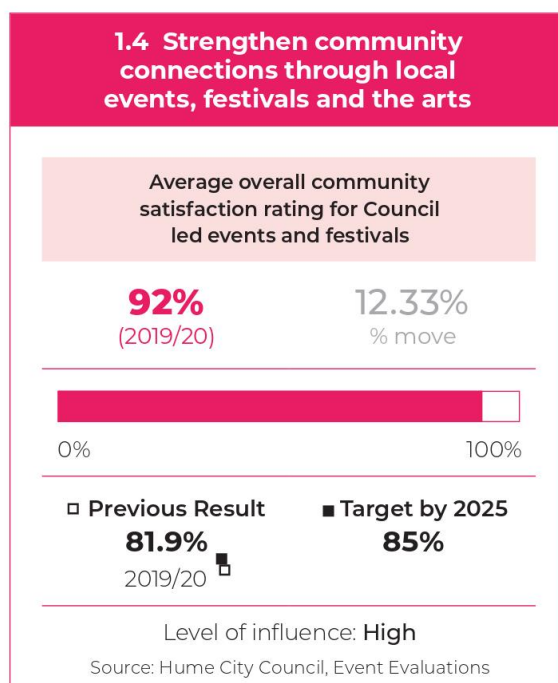 1.4 Strengthen community
connections through local
events, festivals and the arts
Average overall community
satisfaction rating for Council
led events and festivals
92%
(2019/20)
12.33%
% move
0%
100%
Previous Result
81.9%
2019/20
Target by 2025
85%
Level of influence: High
Source: Hume City Council, Event Evaluations